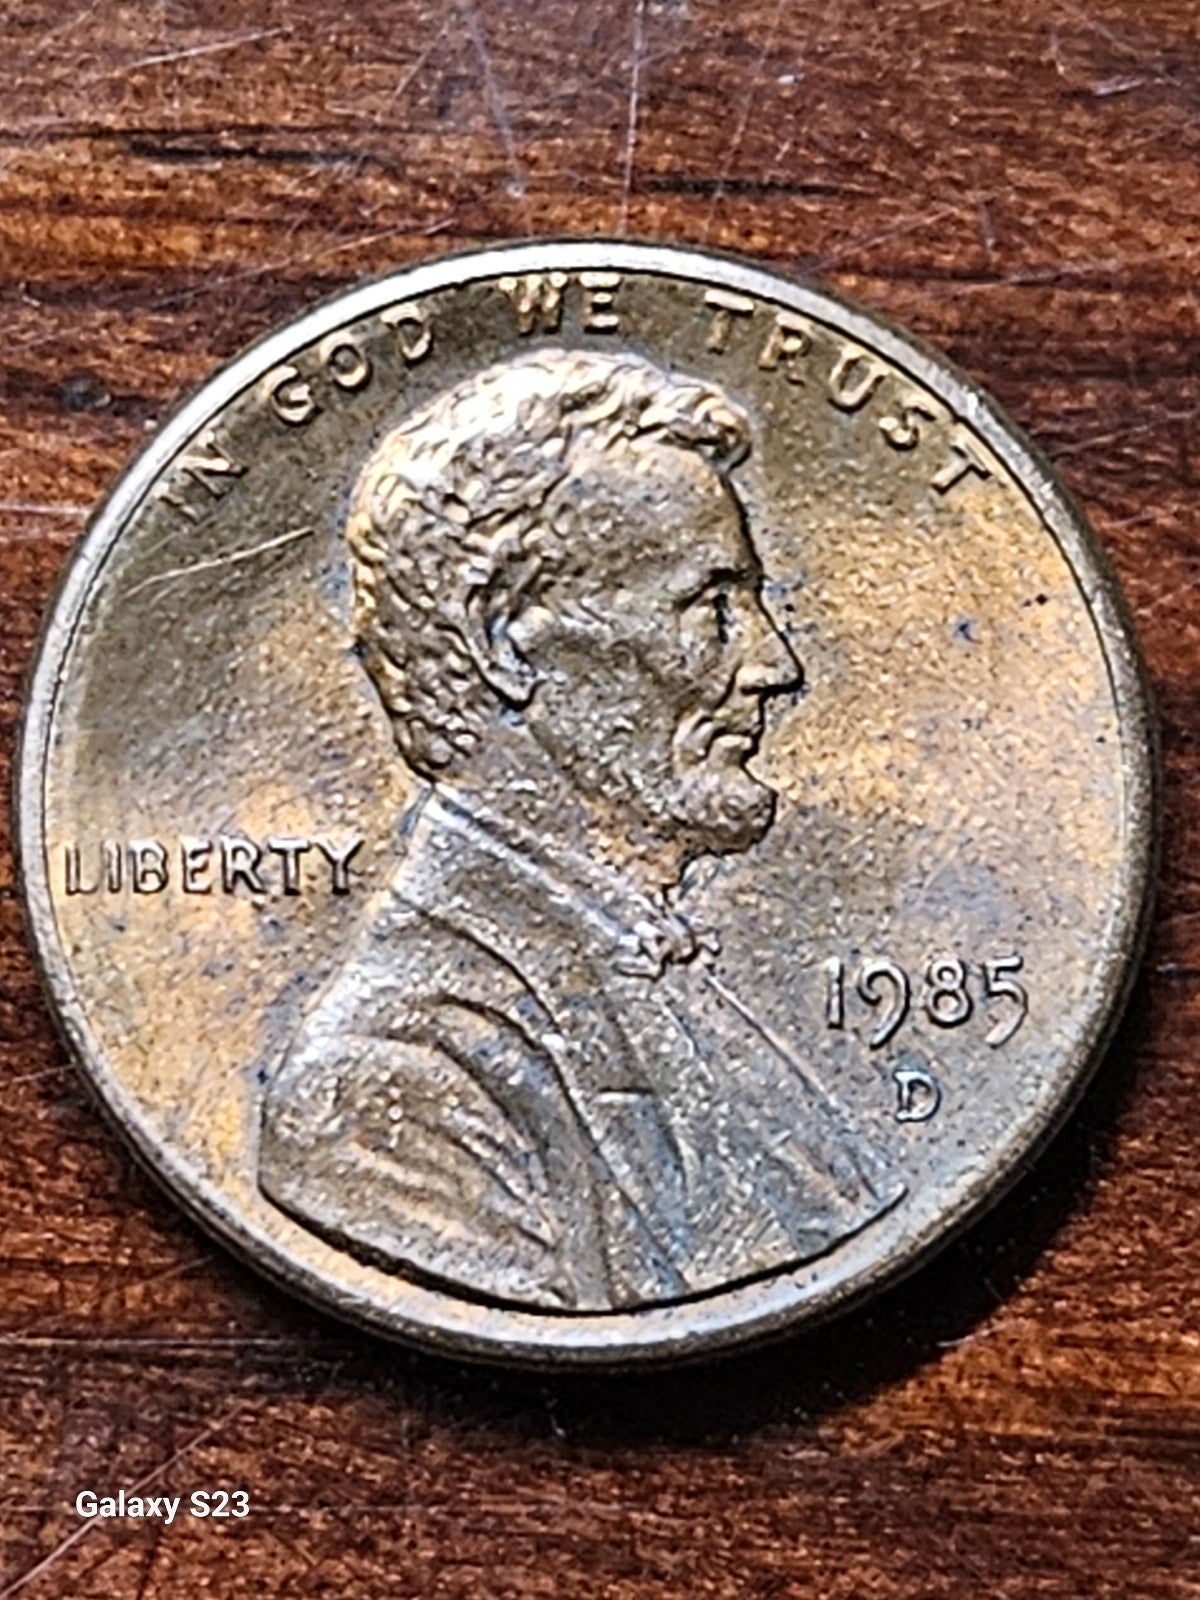 IN GOD WE TRUST
LIBERTY
1985
D
Galaxy S23